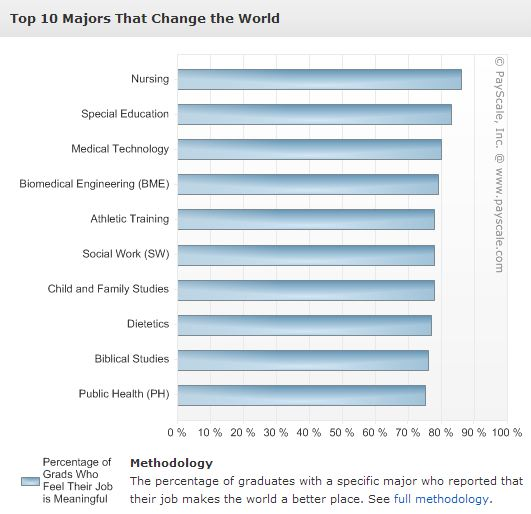 Top 10 Majors That Change the World
Nursing
Special Education
Medical Technology
Biomedical Engineering (BME)
Athletic Training
Social Work (SW)
Child and Family Studies
Dietetics
Biblical Studies
Public Health (PH)
© PayScale, Inc. @ www.payscale.com
0 % 10 % 20 % 30 % 40 % 50 % 60 % 70 % 80 % 90 % 100 %
Percentage of
Grads Who
Feel Their Job
is Meaningful
Methodology
The percentage of graduates with a specific major who reported that
their job makes the world a better place. See full methodology.